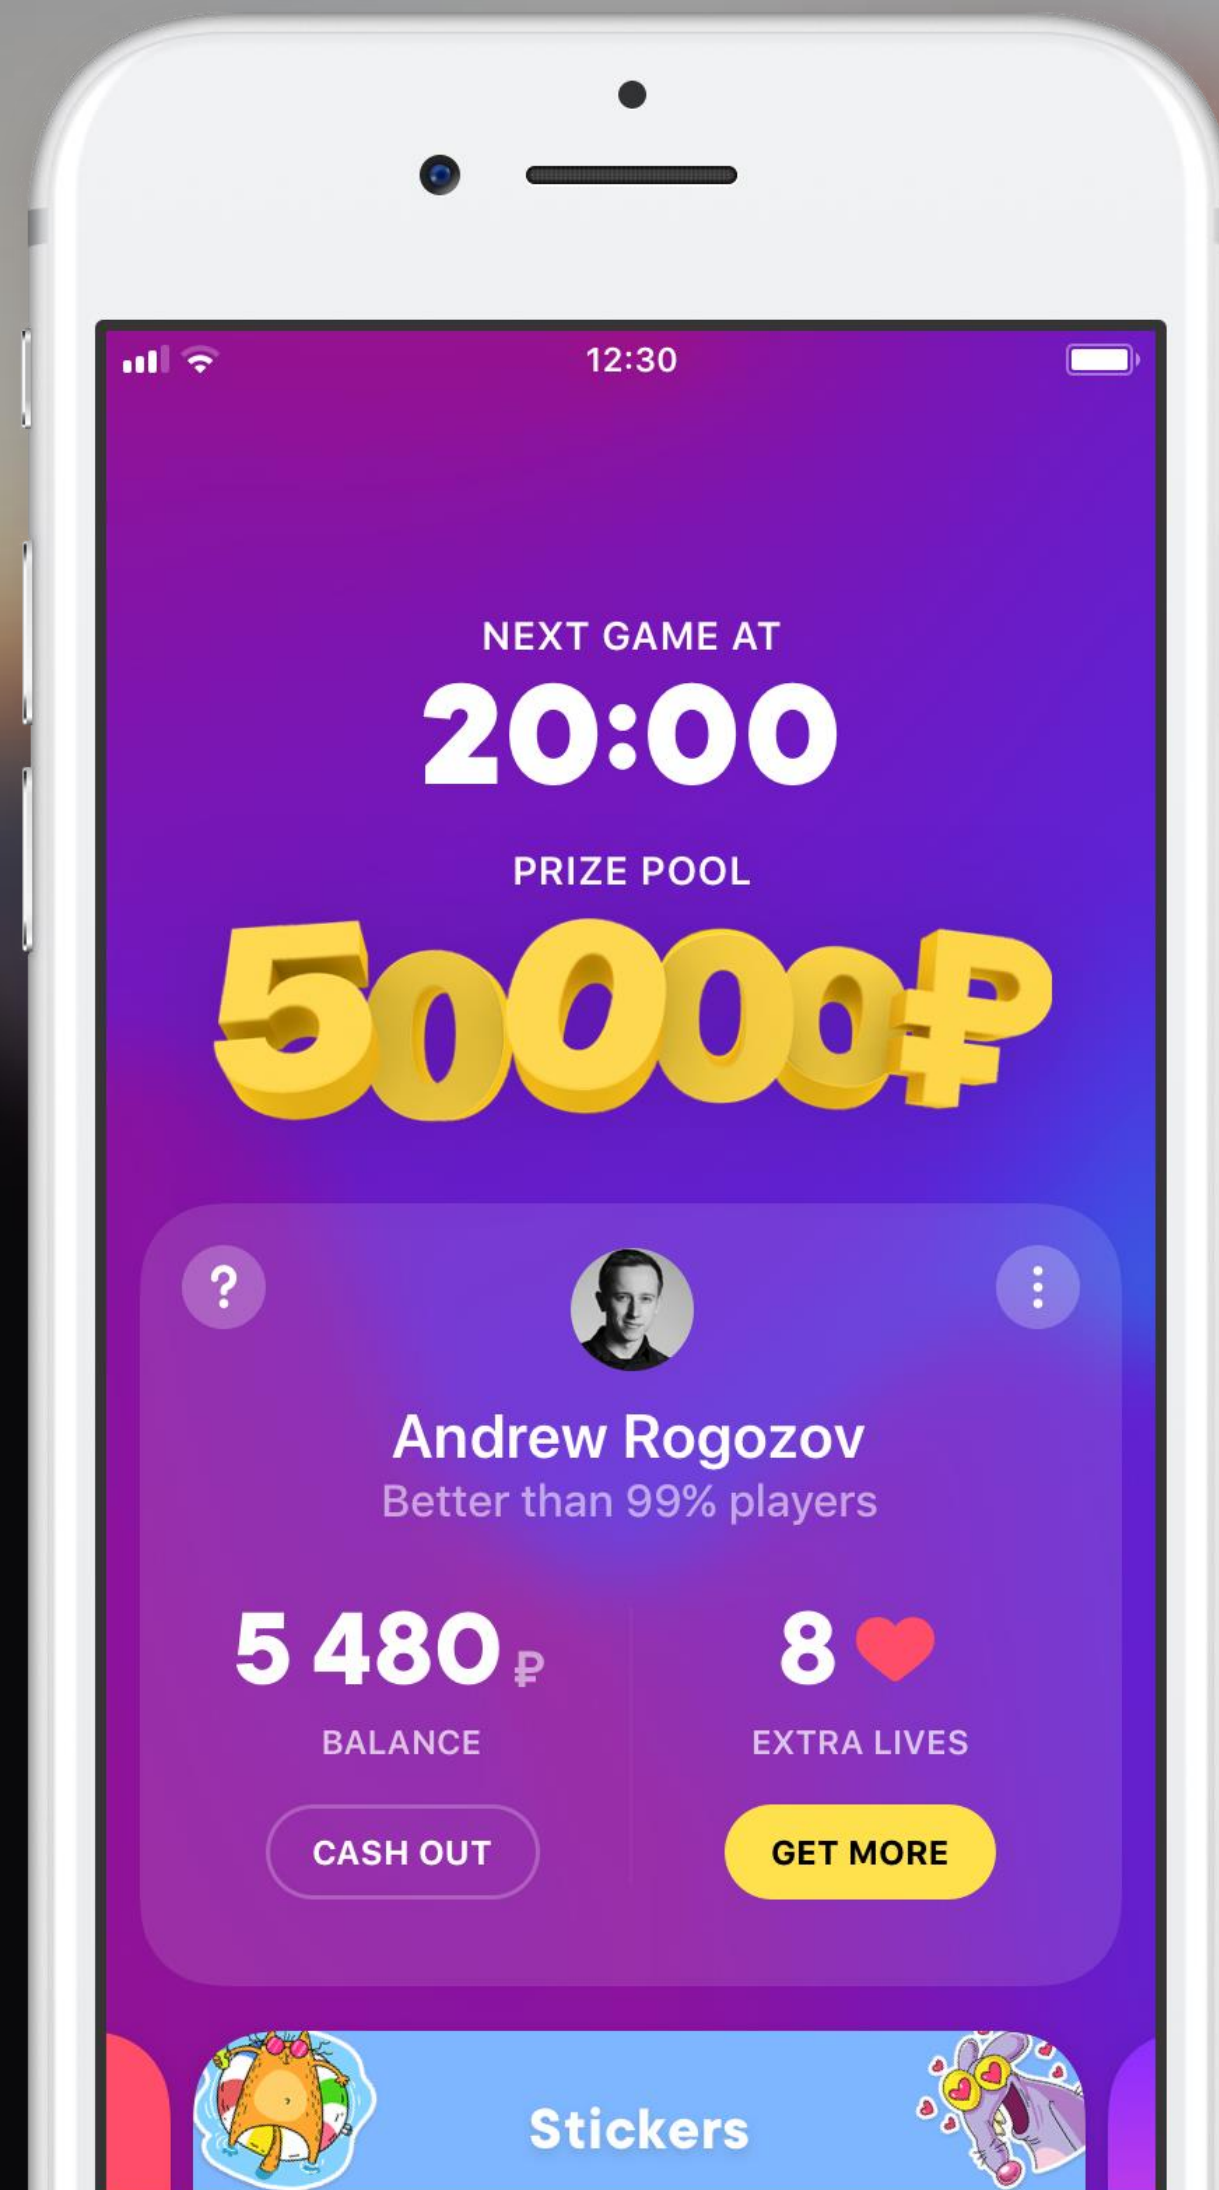 12:30
NEXT GAME AT
20:00
PRIZE POOL
50000₽
?
Andrew Rogozov
Better than 99% players
5 480 ₽
8
BALANCE
EXTRA LIVES
CASH OUT
GET MORE
Stickers